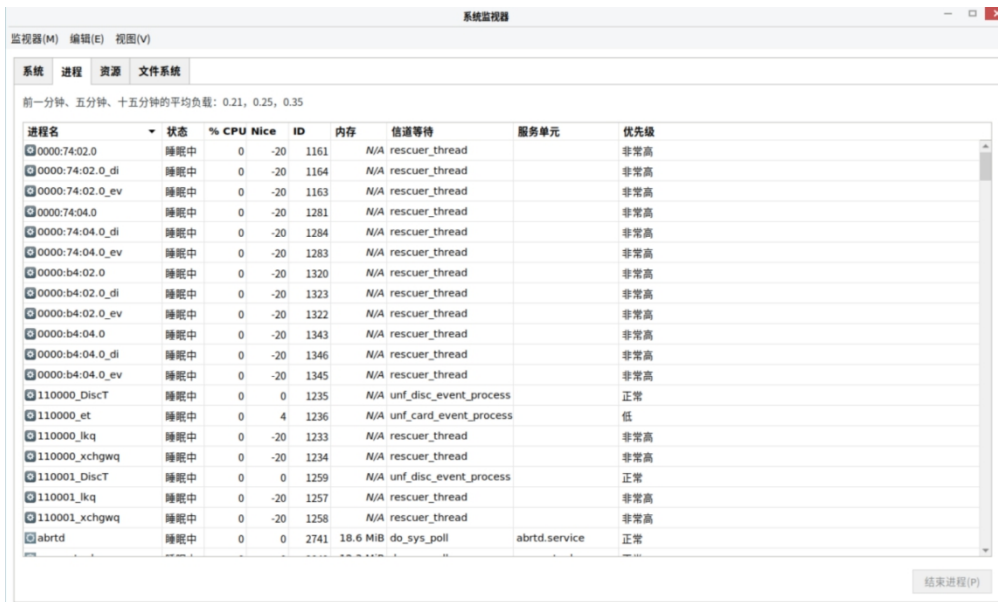 系统监视器
监视器(M) 编辑(E) 视图(V)
系统 进程 资源 文件系统
前一分钟、五分钟、十五分钟的平均负载：0.21，0.25，0.35
进程名 状态 % CPU Nice ID 内存 信道等待 服务单元 优先级
0000:74:02.0 睡眠中 0 -20 1161 N/A rescuer_thread 非常高
0000:74:02.0_di 睡眠中 0 -20 1164 N/A rescuer_thread 非常高
0000:74:02.0_ev 睡眠中 0 -20 1163 N/A rescuer_thread 非常高
0000:74:04.0 睡眠中 0 -20 1281 N/A rescuer_thread 非常高
0000:74:04.0_di 睡眠中 0 -20 1284 N/A rescuer_thread 非常高
0000:74:04.0_ev 睡眠中 0 -20 1283 N/A rescuer_thread 非常高
0000:b4:02.0 睡眠中 0 -20 1320 N/A rescuer_thread 非常高
0000:b4:02.0_di 睡眠中 0 -20 1323 N/A rescuer_thread 非常高
0000:b4:02.0_ev 睡眠中 0 -20 1322 N/A rescuer_thread 非常高
0000:b4:04.0 睡眠中 0 -20 1343 N/A rescuer_thread 非常高
0000:b4:04.0_di 睡眠中 0 -20 1346 N/A rescuer_thread 非常高
0000:b4:04.0_ev 睡眠中 0 -20 1345 N/A rescuer_thread 非常高
110000_DiscT 睡眠中 0 0 1235 N/A unf_disc_event_process 正常
110000_et 睡眠中 0 4 1236 N/A unf_card_event_process 低
110000_lkq 睡眠中 0 -20 1233 N/A rescuer_thread 非常高
110000_xchgwq 睡眠中 0 -20 1234 N/A rescuer_thread 非常高
110001_DiscT 睡眠中 0 0 1259 N/A unf_disc_event_process 正常
110001_lkq 睡眠中 0 -20 1257 N/A rescuer_thread 非常高
110001_xchgwq 睡眠中 0 -20 1258 N/A rescuer_thread 非常高
abrtd 睡眠中 0 0 2741 18.6 MiB do_sys_poll abrtd.service 正常
结束进程(P)